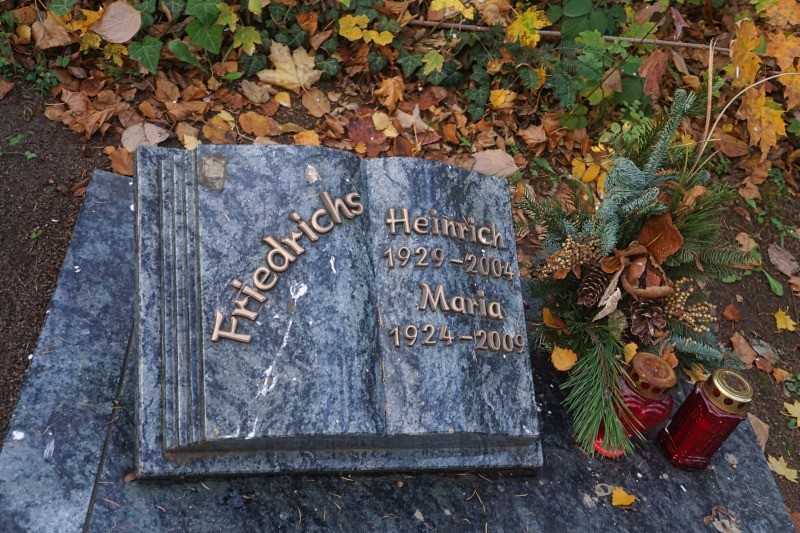 Friedrichs
Heinrich
1929–2004
Maria
1924–2009